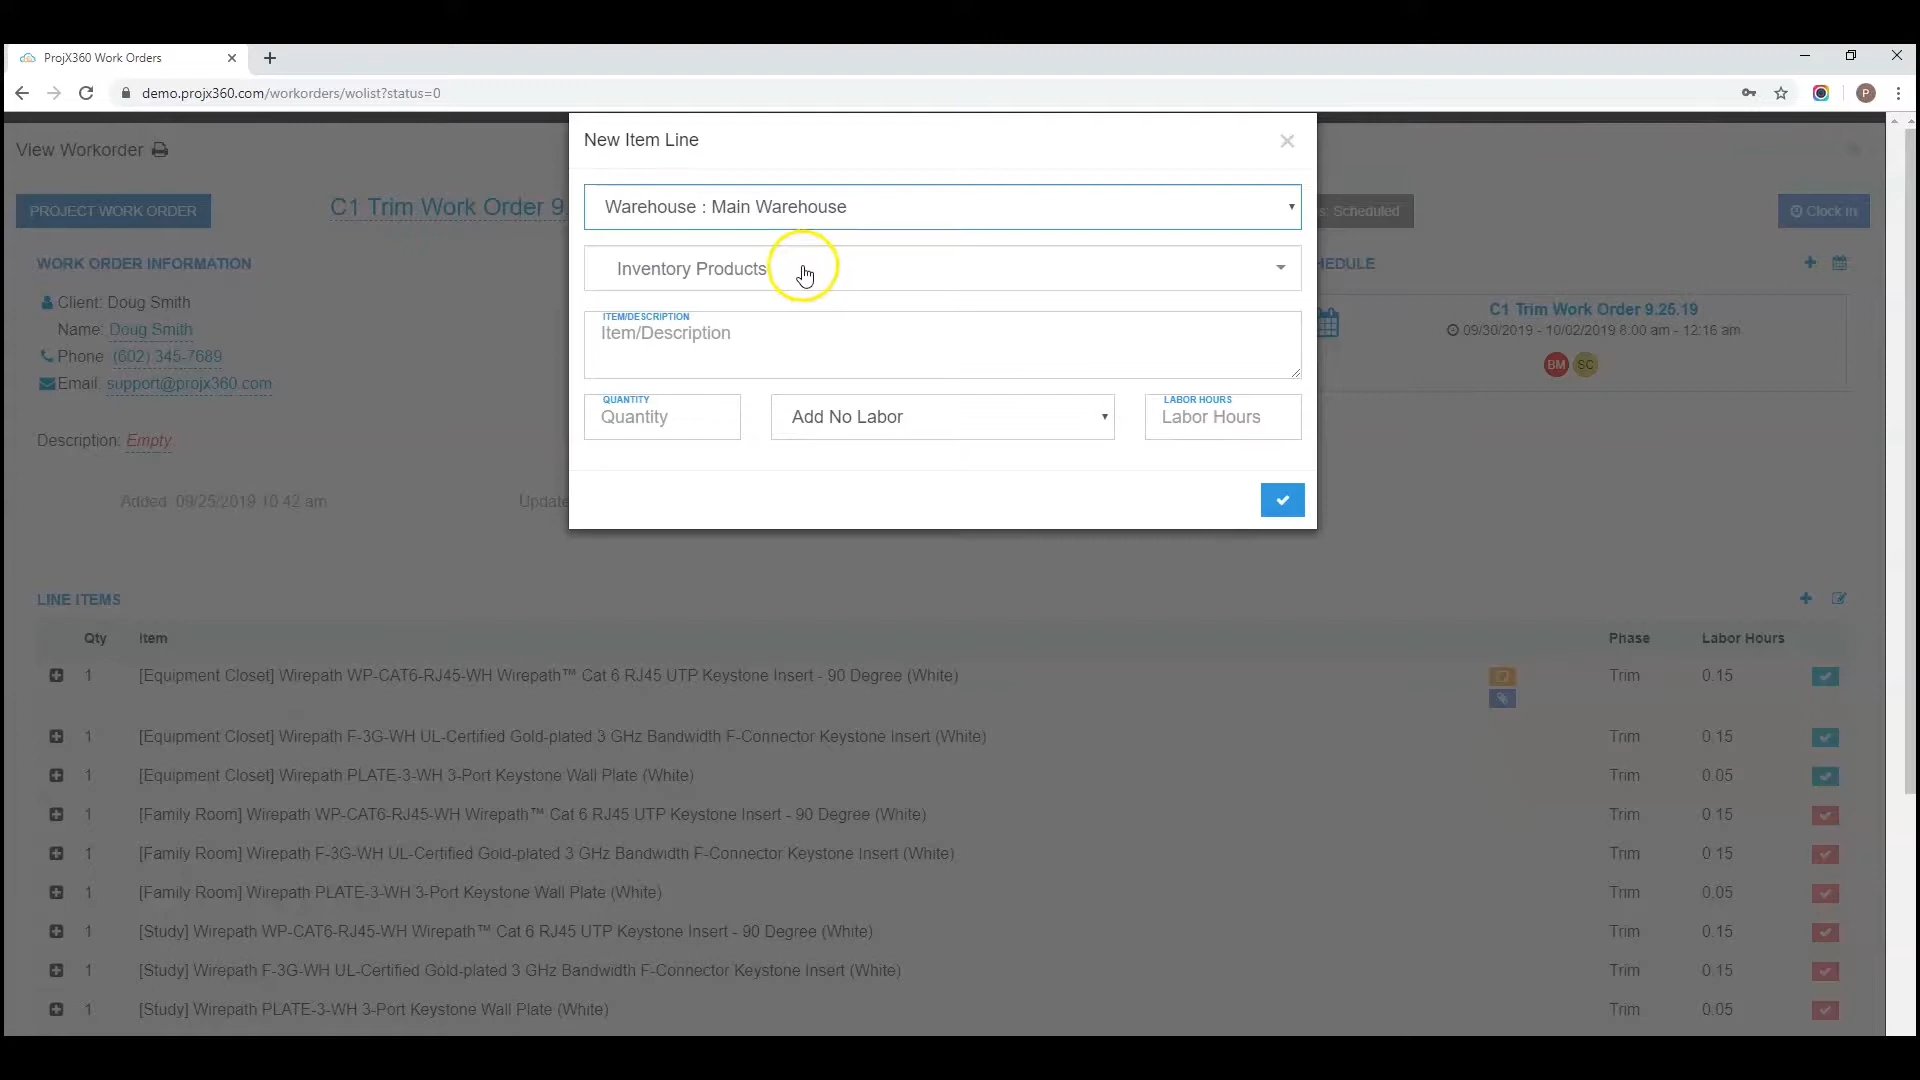 ProjX360 Work Orders
demo.projx360.com/workorders/wolist?status=0
P
View Workorder
New Item Line
PROJECT WORK ORDER
C1 Trim Work Order 9.
Warehouse : Main Warehouse
s: Scheduled
Clock In
WORK ORDER INFORMATION
Inventory Products
HEDULE
Client: Doug Smith
Name: Doug Smith
Phone: (602) 345-7689
Email: support@projx360.com
ITEM/DESCRIPTION
Item/Description
C1 Trim Work Order 9.25.19
09/30/2019 - 10/02/2019 8:00 am - 12:16 am
BM SC
QUANTITY
Quantity
Add No Labor
LABOR HOURS
Labor Hours
Description: Empty
Added: 09/25/2019 10:42 am
Update
LINE ITEMS
Qty Item Phase Labor Hours
1 [Equipment Closet] Wirepath WP-CAT6-RJ45-WH Wirepath™ Cat 6 RJ45 UTP Keystone Insert - 90 Degree (White) Trim 0.15
1 [Equipment Closet] Wirepath F-3G-WH UL-Certified Gold-plated 3 GHz Bandwidth F-Connector Keystone Insert (White) Trim 0.15
1 [Equipment Closet] Wirepath PLATE-3-WH 3-Port Keystone Wall Plate (White) Trim 0.05
1 [Family Room] Wirepath WP-CAT6-RJ45-WH Wirepath™ Cat 6 RJ45 UTP Keystone Insert - 90 Degree (White) Trim 0.15
1 [Family Room] Wirepath F-3G-WH UL-Certified Gold-plated 3 GHz Bandwidth F-Connector Keystone Insert (White) Trim 0.15
1 [Family Room] Wirepath PLATE-3-WH 3-Port Keystone Wall Plate (White) Trim 0.05
1 [Study] Wirepath WP-CAT6-RJ45-WH Wirepath™ Cat 6 RJ45 UTP Keystone Insert - 90 Degree (White) Trim 0.15
1 [Study] Wirepath F-3G-WH UL-Certified Gold-plated 3 GHz Bandwidth F-Connector Keystone Insert (White) Trim 0.15
1 [Study] Wirepath PLATE-3-WH 3-Port Keystone Wall Plate (White) Trim 0.05